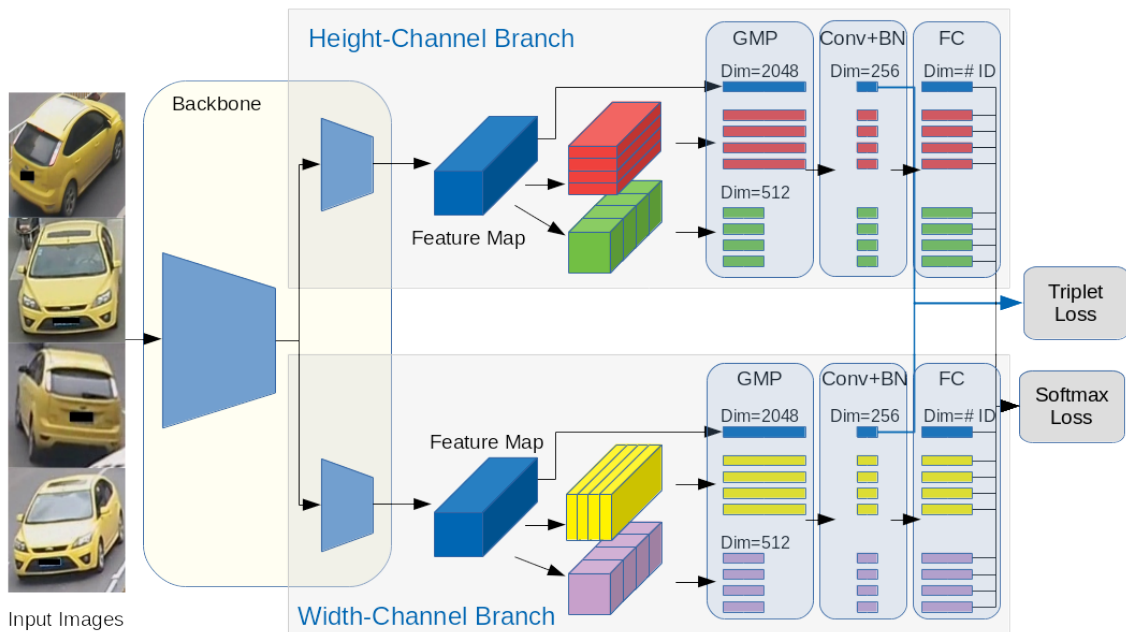 Height-Channel Branch
GMP
Conv+BN
FC
Dim=2048
Dim=256
Dim=# ID
Backbone
Dim=512
Feature Map
Triplet
Loss
GMP
Conv+BN
FC
Dim=2048
Dim=256
Dim=# ID
Softmax
Loss
Feature Map
Dim=512
Input Images
Width-Channel Branch